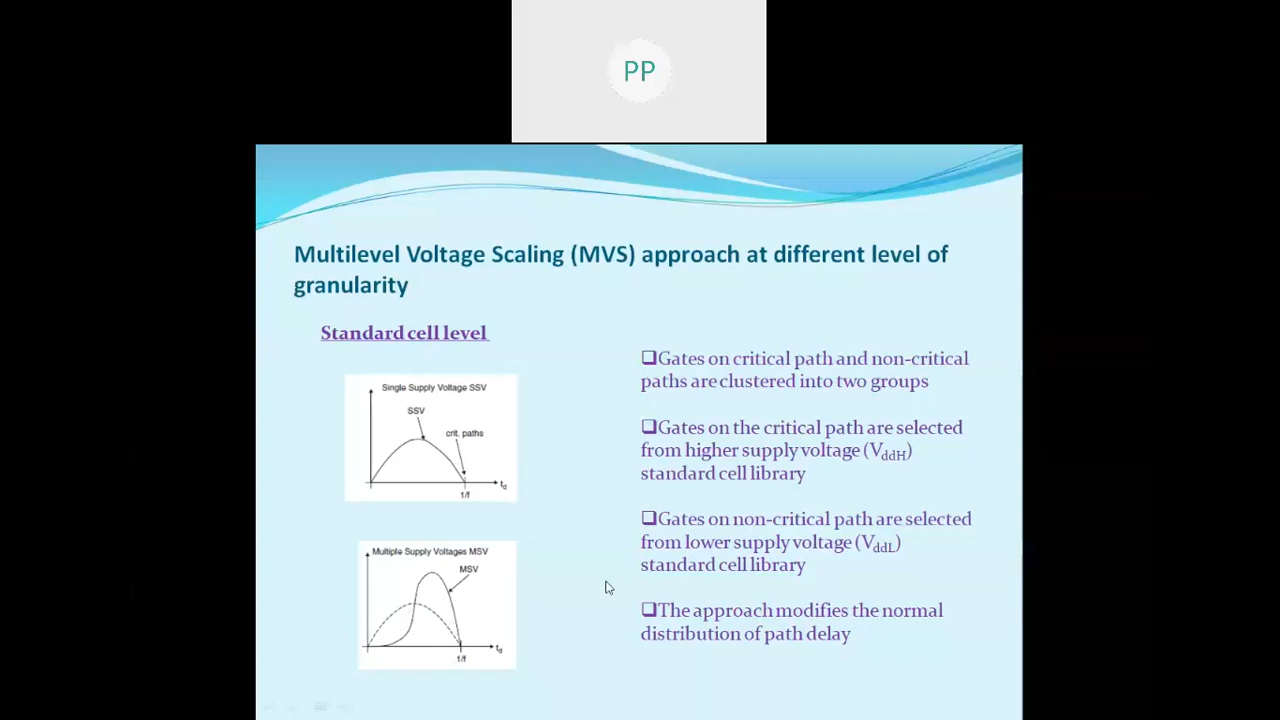 PP
Multilevel Voltage Scaling (MVS) approach at different level of
granularity
Standard cell level
Single Supply Voltage SSV
SSV
crit. paths
td
1/f
Multiple Supply Voltages MSV
MSV
td
1/f
❑Gates on critical path and non-critical
paths are clustered into two groups
❑Gates on the critical path are selected
from higher supply voltage (VddH)
standard cell library
❑Gates on non-critical path are selected
from lower supply voltage (VddL)
standard cell library
❑The approach modifies the normal
distribution of path delay